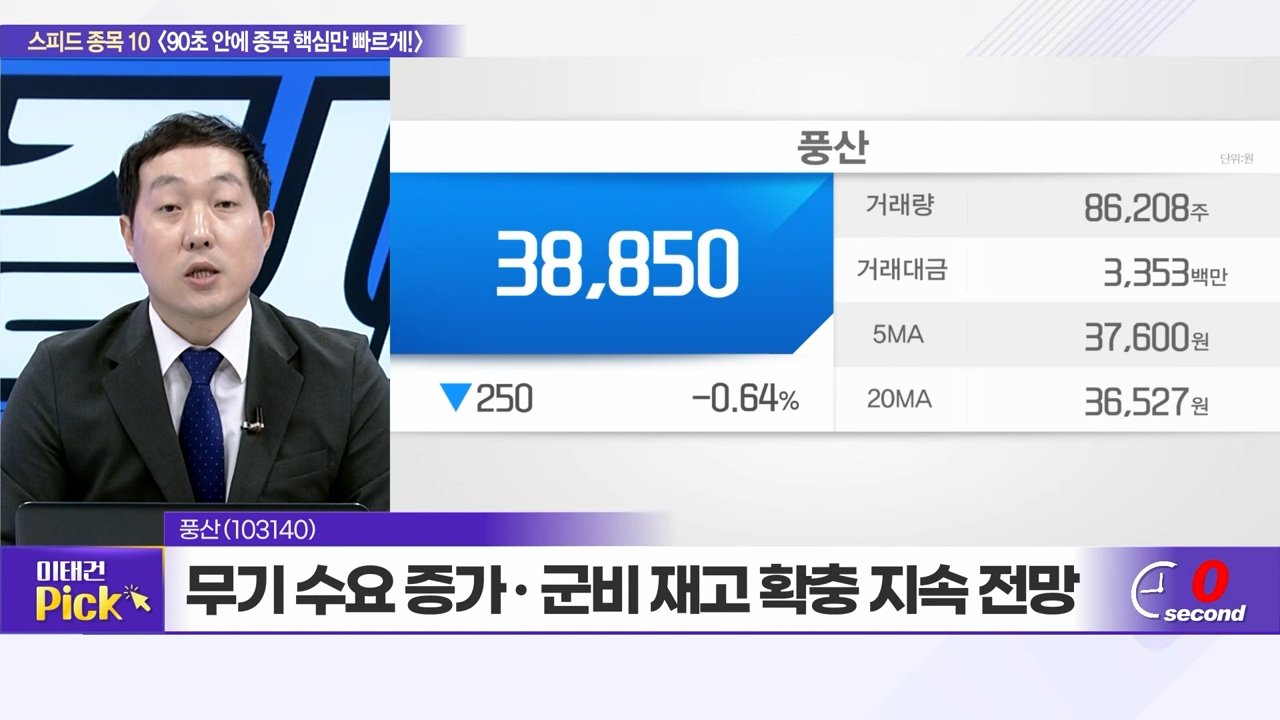 스피드 종목 10 <90초 안에 종목 핵심만 빠르게!>
풍산
단위:원
38,850
▼250 -0.64%
거래량 86,208주
거래대금 3,353백만
5MA 37,600원
20MA 36,527원
풍산(103140)
이태건
Pick
무기 수요 증가· 군비 재고 확충 지속 전망
0
second